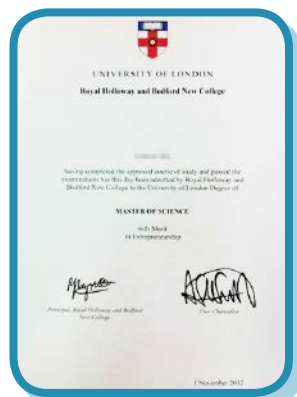 UNIVERSITY OF LONDON
Royal Holloway and Bedford New College
having completed the approved course of study and passed the
examinations has this day been admitted by Royal Holloway and
Bedford New College to the University of London Degree of
MASTER OF SCIENCE
with Merit
in Entrepreneurship
Principal, Royal Holloway and Bedford
New College
Vice-Chancellor
1 November 2012